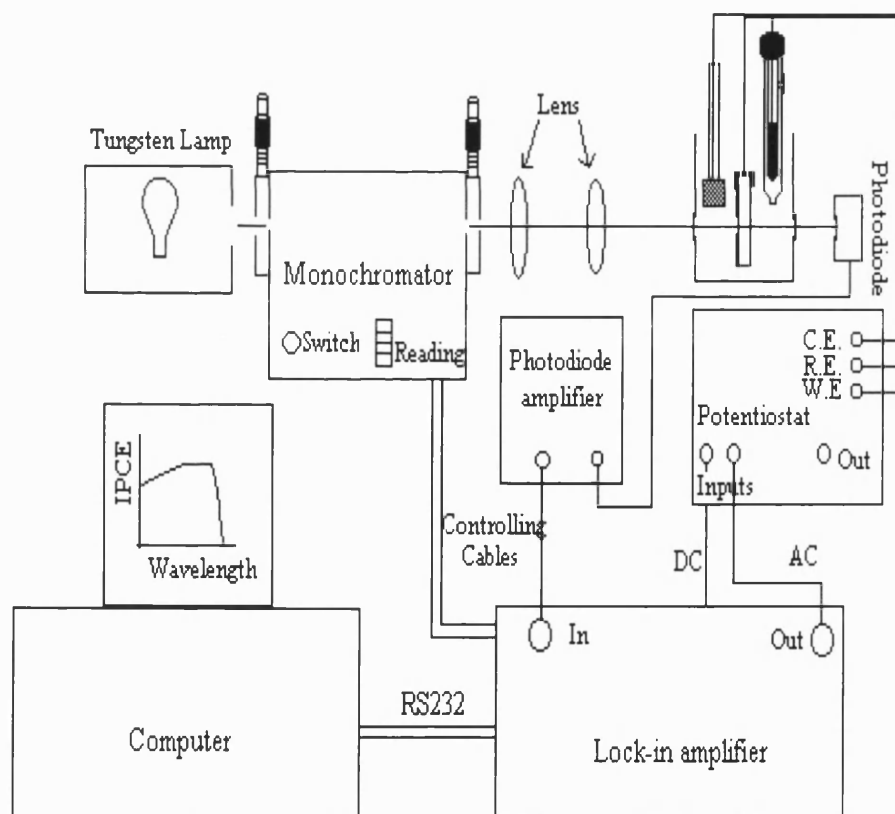 Lens
Tungsten Lamp
Photodiode
Monochromator
Switch
Reading
Photodiode
amplifier
C.E.
R.E.
W.E
Potentiostat
Out
Inputs
IPCE
Wavelength
Controlling
Cables
DC
AC
In
Out
RS232
Computer
Lock-in amplifier